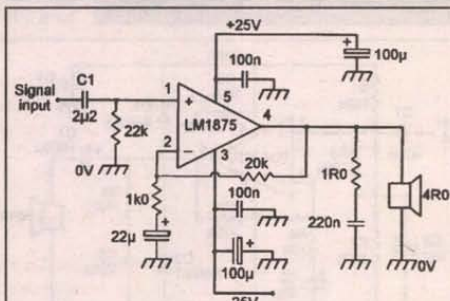 +25V
100n
100µ
C1
Signal
input
2µ2
1
5
4
LM1875
22k
2
3
20k
1R0
4R0
0V
1k0
100n
220n
22µ
0V
100µ